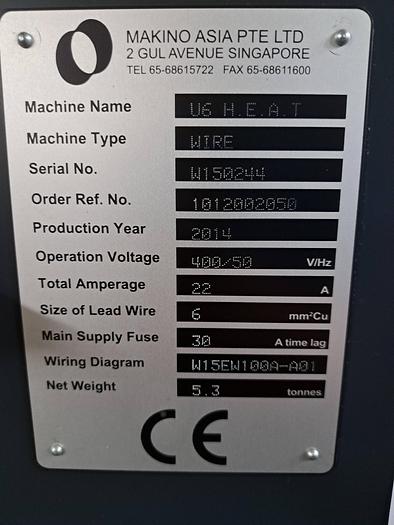 MAKINO ASIA PTE LTD
2 GUL AVENUE SINGAPORE
TEL 65-68615722 FAX 65-68611600
Machine Name U6 H.E.A.T
Machine Type WIRE
Serial No. W150244
Order Ref. No. 1012002050
Production Year 2014
Operation Voltage 400/50 V/Hz
Total Amperage 22 A
Size of Lead Wire 6 mm²Cu
Main Supply Fuse 30 A time lag
Wiring Diagram W15EW100A-A01
Net Weight 5.3 tonnes
CE